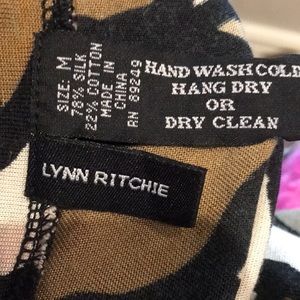 SIZE: M
78% SILK
22% COTTON
MADE IN
CHINA
RN 89249
HAND WASH COLD
HANG DRY
OR
DRY CLEAN
LYNN RITCHIE